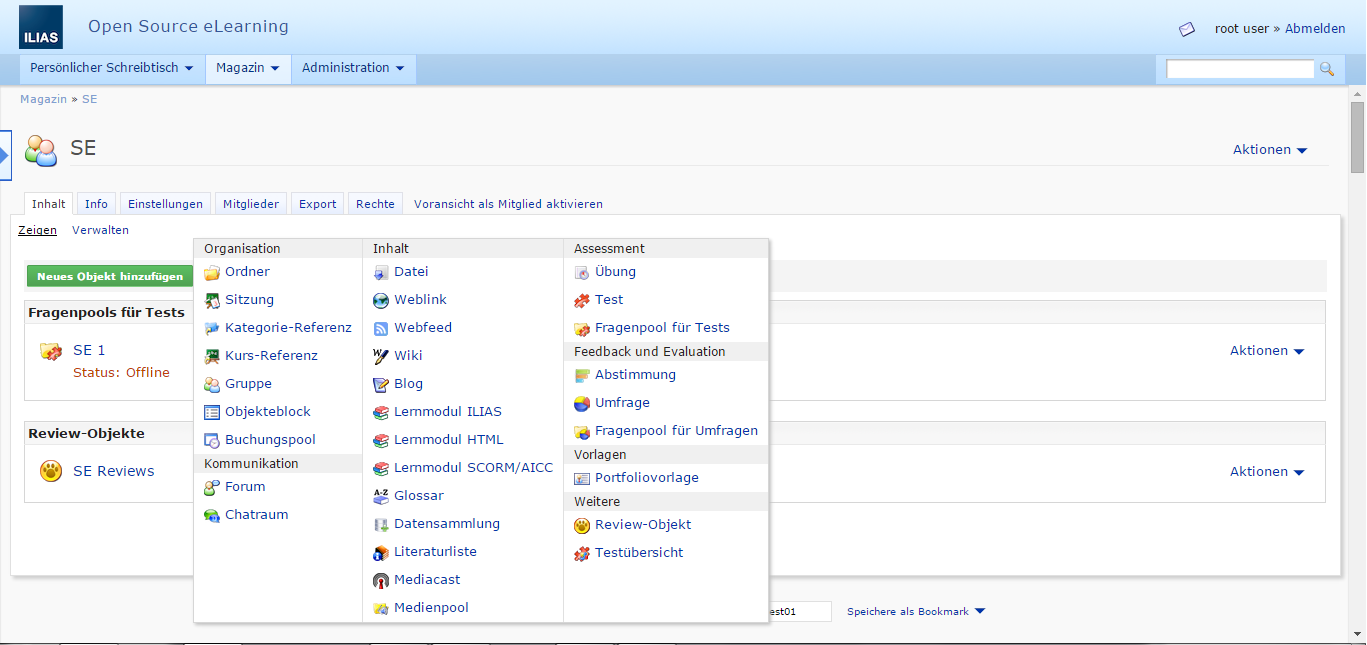 ILIAS
Open Source eLearning
root user » Abmelden
Persönlicher Schreibtisch
Magazin
Administration
Magazin » SE
SE
Aktionen
Inhalt
Info
Einstellungen
Mitglieder
Export
Rechte
Voransicht als Mitglied aktivieren
Zeigen
Verwalten
Neues Objekt hinzufügen
Fragenpools für Tests
SE 1
Status: Offline
Aktionen
Review-Objekte
SE Reviews
Aktionen
Organisation
Ordner
Sitzung
Kategorie-Referenz
Kurs-Referenz
Gruppe
Objekteblock
Buchungspool
Kommunikation
Forum
Chatraum
Inhalt
Datei
Weblink
Webfeed
Wiki
Blog
Lernmodul ILIAS
Lernmodul HTML
Lernmodul SCORM/AICC
A-Z
Glossar
Datensammlung
Literaturliste
Mediacast
Medienpool
Assessment
Übung
Test
Fragenpool für Tests
Feedback und Evaluation
Abstimmung
Umfrage
Fragenpool für Umfragen
Vorlagen
Portfoliovorlage
Weitere
Review-Objekt
Testübersicht
est01
Speichere als Bookmark